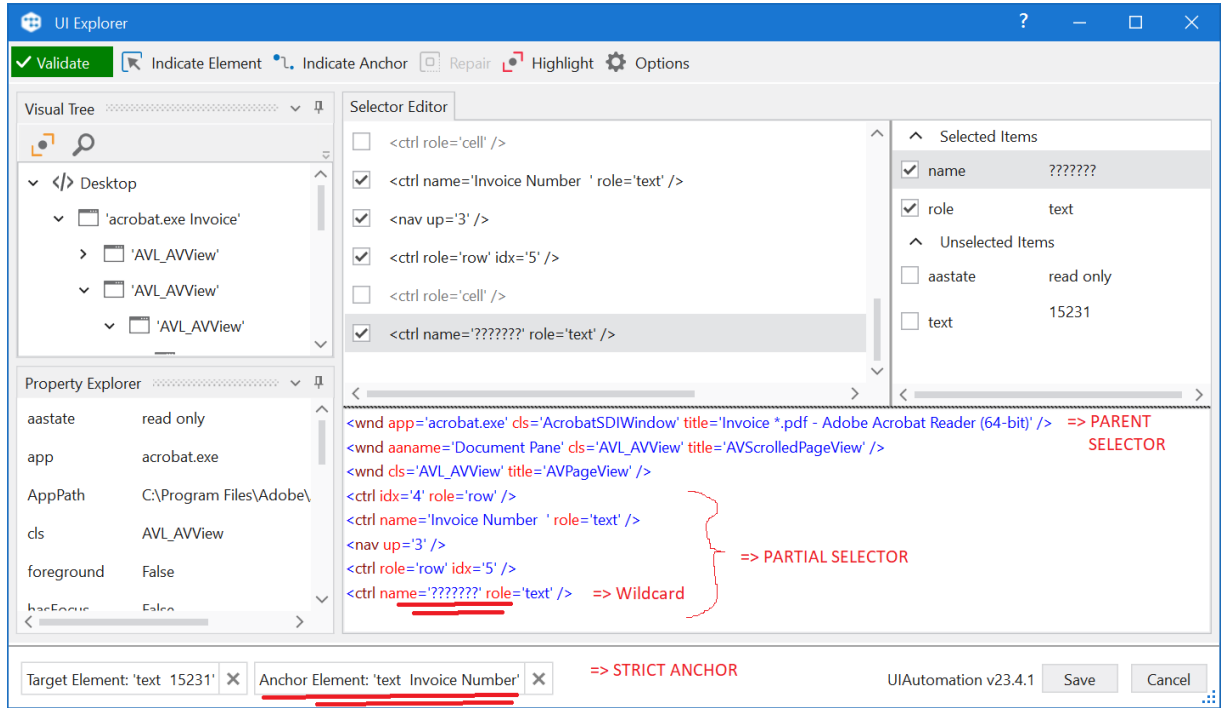 UI Explorer
?
Validate Indicate Element Indicate Anchor Repair Highlight Options
Visual Tree
</> Desktop
'acrobat.exe Invoice'
'AVL_AVView'
'AVL_AVView'
'AVL_AVView'
Property Explorer
aastate read only
app acrobat.exe
AppPath C:\Program Files\Adobe\
cls AVL_AVView
foreground False
hasFocus False
Selector Editor
<ctrl role='cell' />
<ctrl name='Invoice Number  ' role='text' />
<nav up='3' />
<ctrl role='row' idx='5' />
<ctrl role='cell' />
<ctrl name='???????' role='text' />
Selected Items
name ???????
role text
Unselected Items
aastate read only
text 15231
<wnd app='acrobat.exe' cls='AcrobatSDIWindow' title='Invoice *.pdf - Adobe Acrobat Reader (64-bit)' /> => PARENT
SELECTOR
<wnd aaname='Document Pane' cls='AVL_AVView' title='AVScrolledPageView' />
<wnd cls='AVL_AVView' title='AVPageView' />
<ctrl idx='4' role='row' />
<ctrl name='Invoice Number  ' role='text' />
<nav up='3' />
=> PARTIAL SELECTOR
<ctrl role='row' idx='5' />
<ctrl name='???????' role='text' /> => Wildcard
Target Element: 'text  15231' Anchor Element: 'text  Invoice Number' => STRICT ANCHOR
UIAutomation v23.4.1 Save Cancel